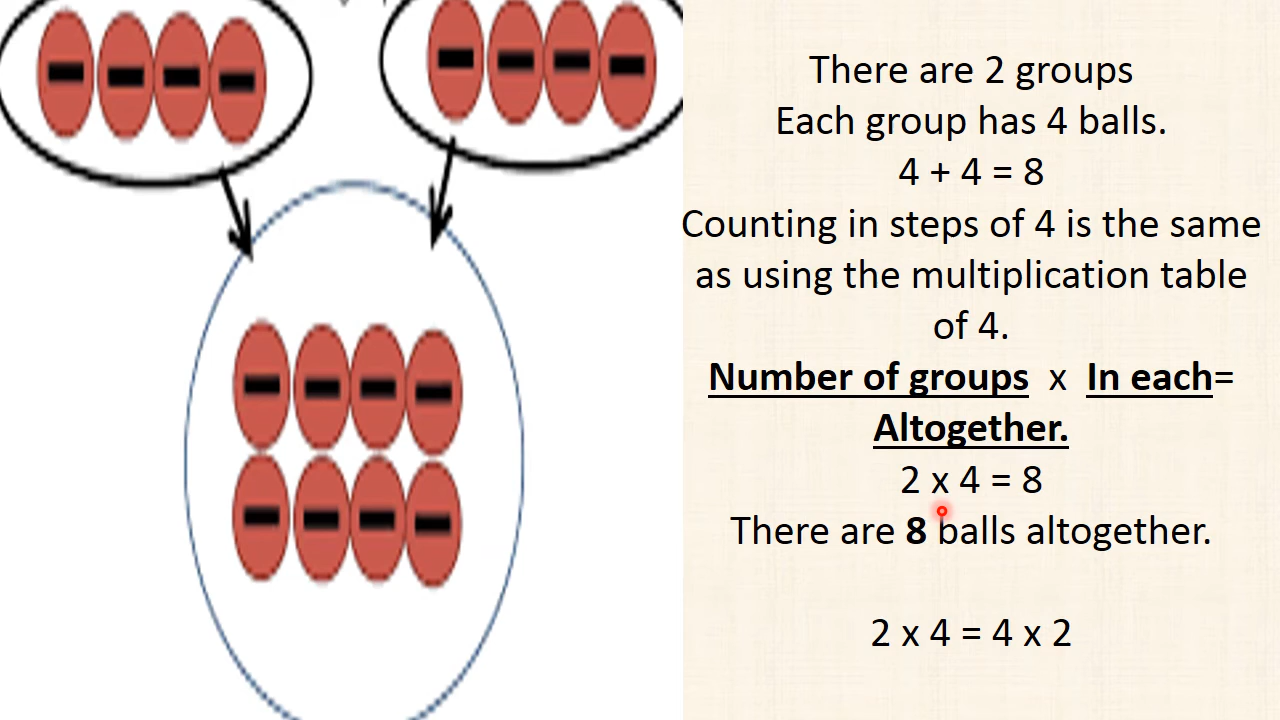 There are 2 groups
Each group has 4 balls.
4 + 4 = 8
Counting in steps of 4 is the same
as using the multiplication table
of 4.
Number of groups x In each=
Altogether.
2 x 4 = 8
There are 8 balls altogether.
2 x 4 = 4 x 2